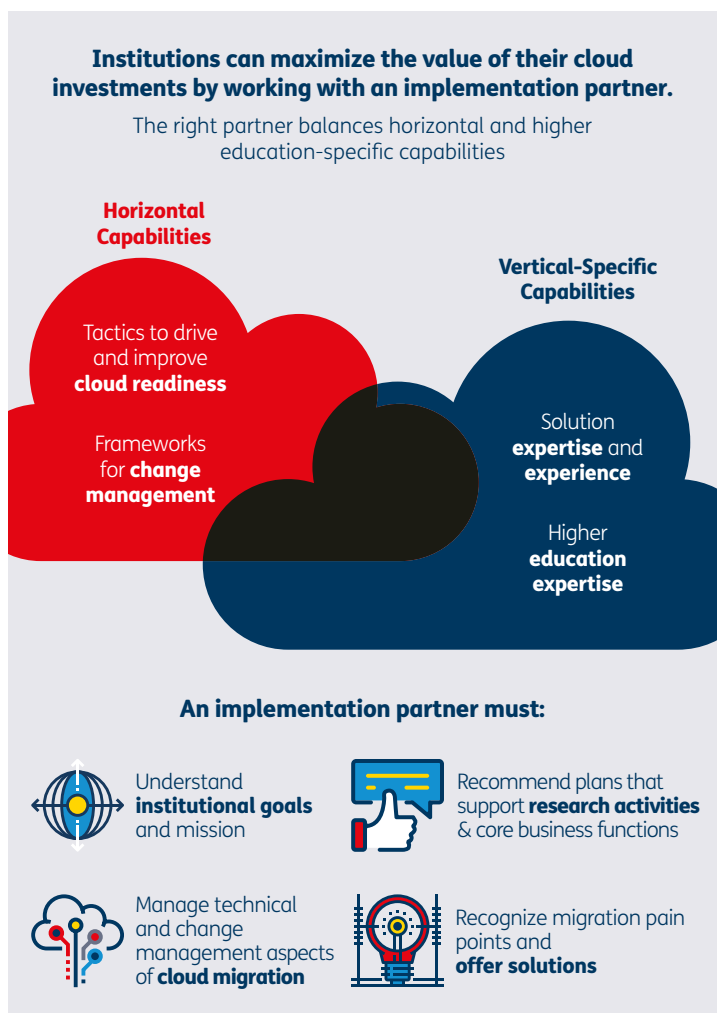 Institutions can maximize the value of their cloud
investments by working with an implementation partner.
The right partner balances horizontal and higher
education-specific capabilities
Horizontal
Capabilities
Tactics to drive
and improve
cloud readiness
Frameworks
for change
management
Vertical-Specific
Capabilities
Solution
expertise and
experience
Higher
education
expertise
An implementation partner must:
Understand
institutional goals
and mission
Recommend plans that
support research activities
& core business functions
Manage technical
and change
management aspects
of cloud migration
Recognize migration pain
points and
offer solutions